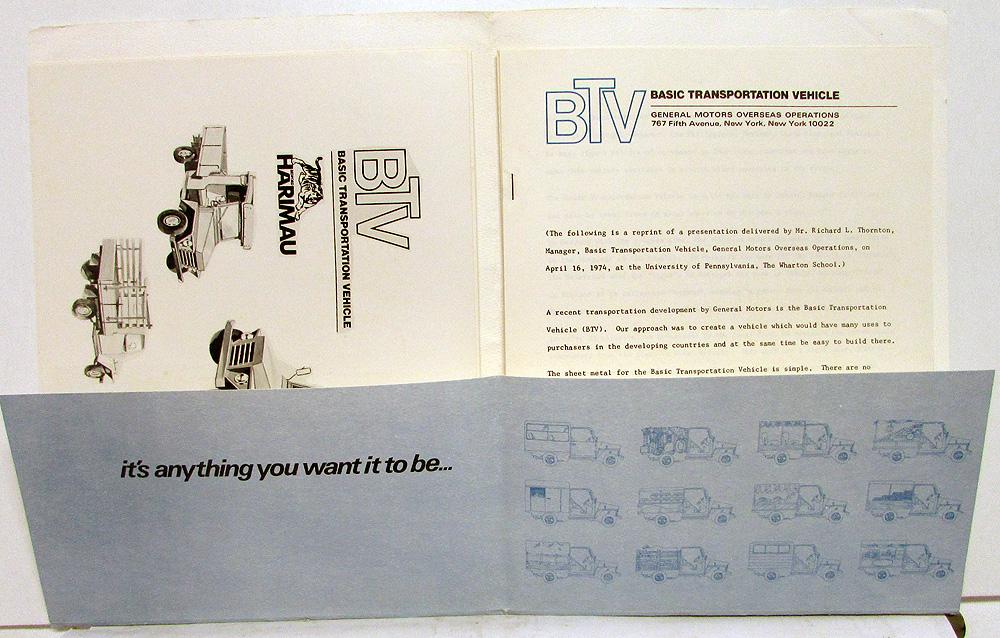 BTV
BASIC TRANSPORTATION VEHICLE
HARIMAU
BTV
BASIC TRANSPORTATION VEHICLE
GENERAL MOTORS OVERSEAS OPERATIONS
767 Fifth Avenue, New York, New York 10022
(The following is a reprint of a presentation delivered by Mr. Richard L. Thornton,
Manager, Basic Transportation Vehicle, General Motors Overseas Operations, on
April 16, 1974, at the University of Pennsylvania, The Wharton School.)
A recent transportation development by General Motors is the Basic Transportation
Vehicle (BTV). Our approach was to create a vehicle which would have many uses to
purchasers in the developing countries and at the same time be easy to build there.
The sheet metal for the Basic Transportation Vehicle is simple. There are no
it's anything you want it to be...